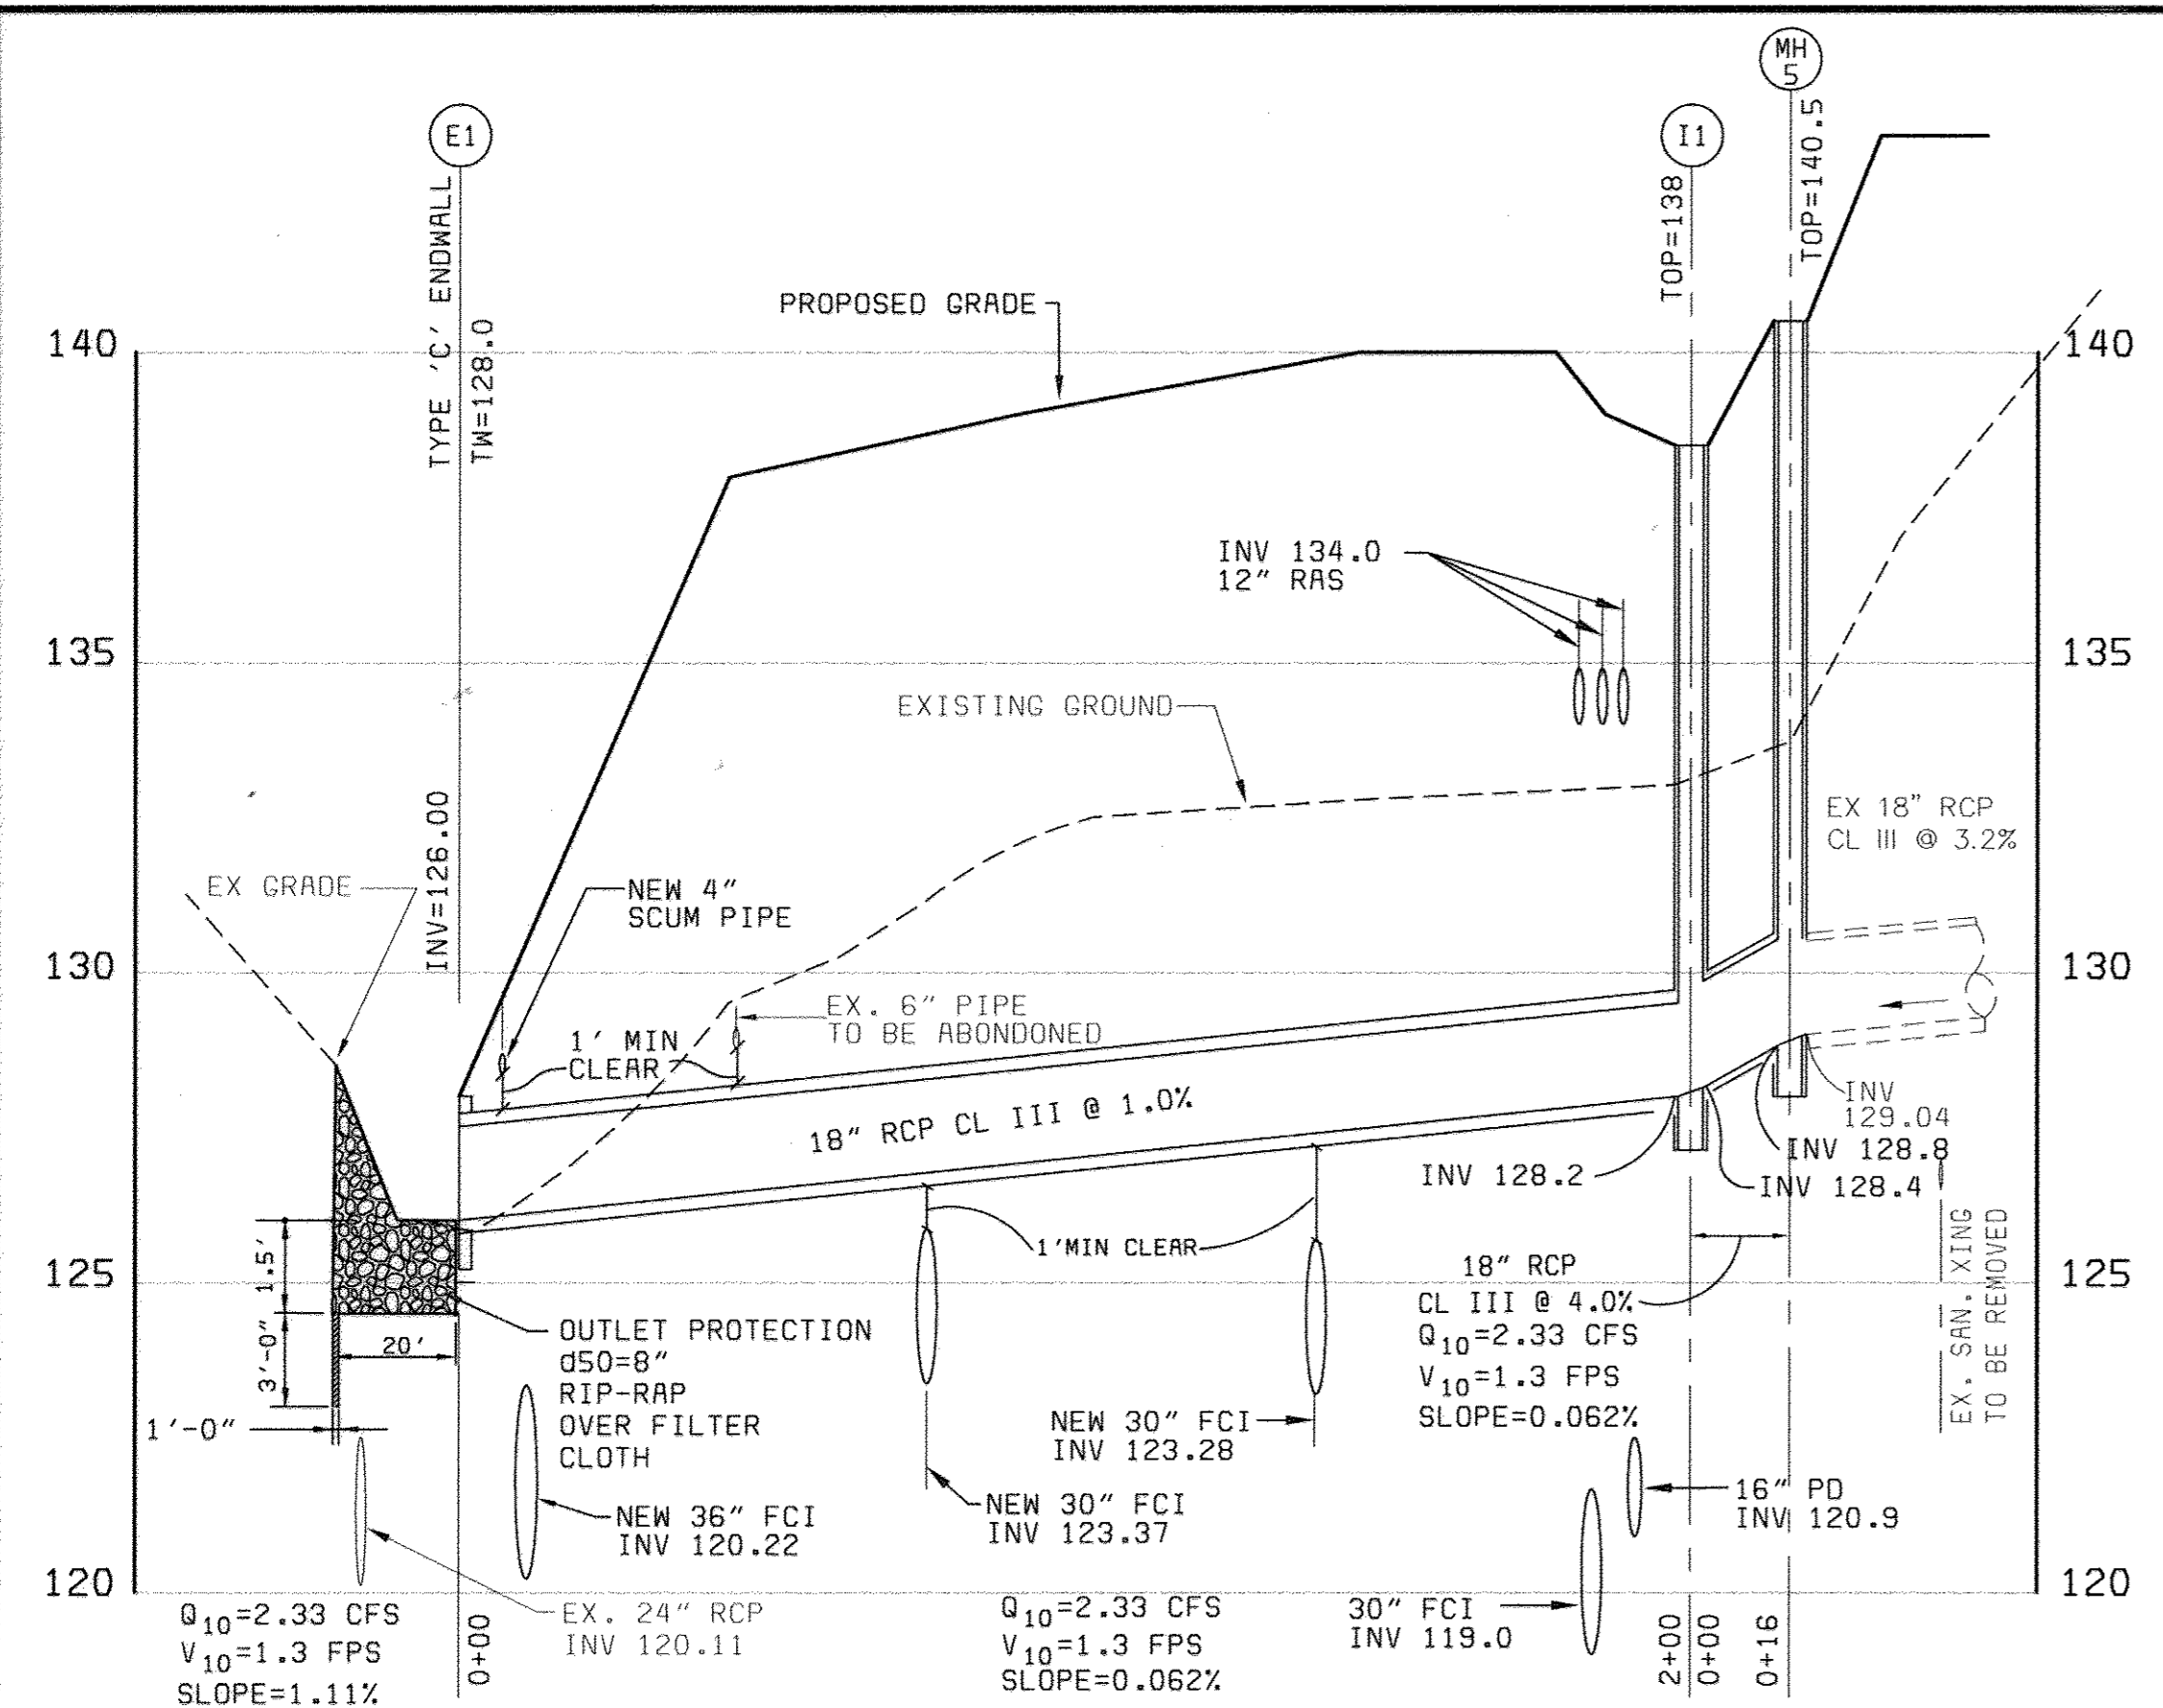 MH
5
E1
I1
TYPE 'C' ENDWALL
TW=128.0
TOP=138
TOP=140.5
PROPOSED GRADE
140
140
INV 134.0
12" RAS
135
135
EXISTING GROUND
INV=126.00
EX 18" RCP
CL III @ 3.2%
EX GRADE
NEW 4"
SCUM PIPE
130
130
EX. 6" PIPE
TO BE ABONDONED
1' MIN
CLEAR
18" RCP CL III @ 1.0%
INV
129.04
INV 128.8
INV 128.2
INV 128.4
1'MIN CLEAR
1.5'
125
125
18" RCP
CL III @ 4.0%
Q10=2.33 CFS
V10=1.3 FPS
SLOPE=0.062%
EX. SAN. XING
TO BE REMOVED
3'-0"
20'
1'-0"
OUTLET PROTECTION
d50=8"
RIP-RAP
OVER FILTER
CLOTH
NEW 30" FCI
INV 123.28
NEW 30" FCI
INV 123.37
NEW 36" FCI
INV 120.22
16" PD
INV 120.9
120
120
Q10=2.33 CFS
V10=1.3 FPS
SLOPE=1.11%
EX. 24" RCP
INV 120.11
0+00
Q10=2.33 CFS
V10=1.3 FPS
SLOPE=0.062%
30" FCI
INV 119.0
2+00
0+00
0+16